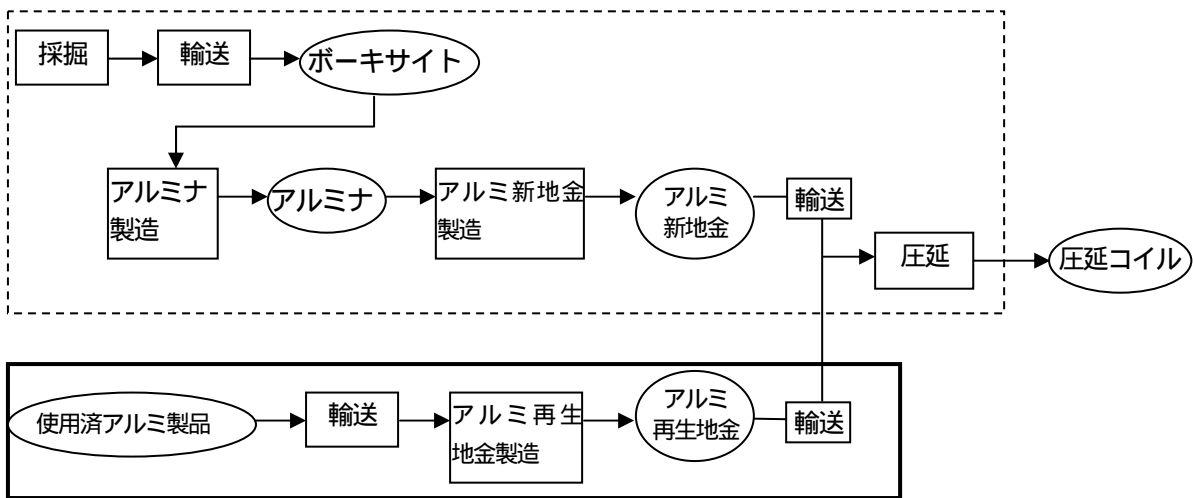 採掘
輸送
ボーキサイト
アルミナ
製造
アルミナ
アルミ新地金
製造
アルミ
新地金
輸送
圧延
圧延コイル
使用済アルミ製品
輸送
アルミ再生
地金製造
アルミ
再生地金
輸送